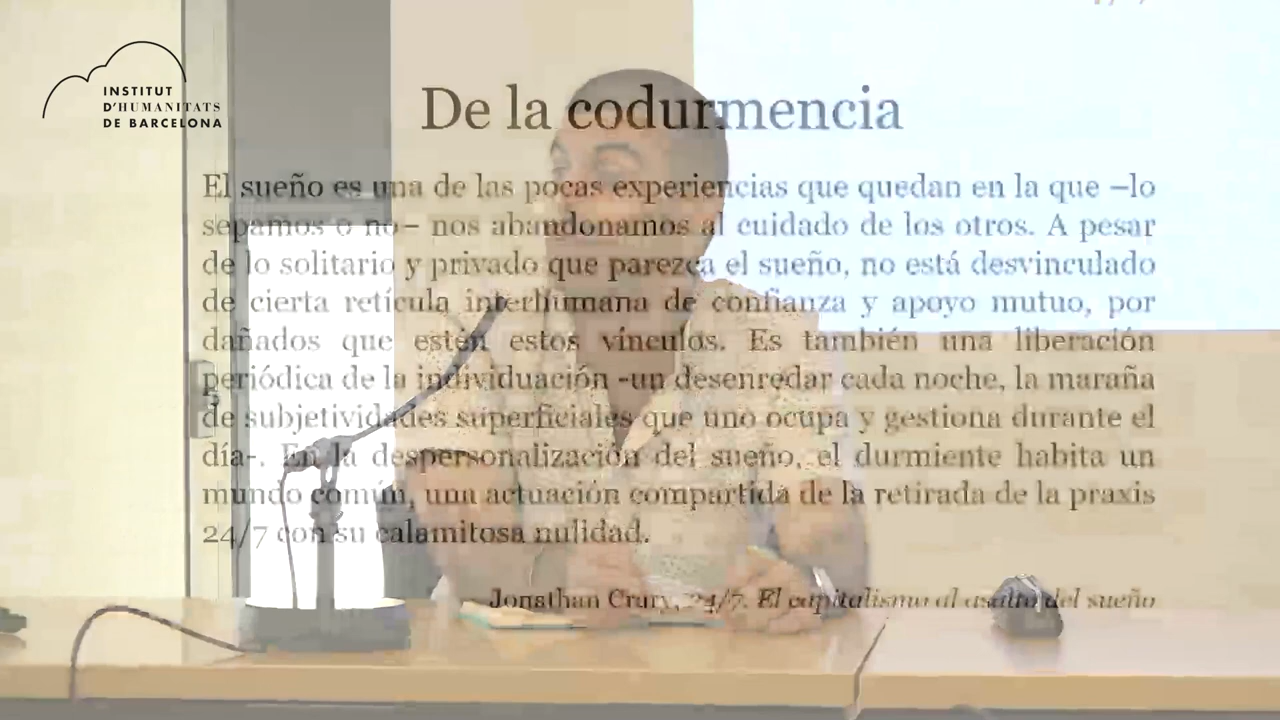 INSTITUT
D'HUMANITATS
DE BARCELONA
De la codurmencia
El sueño es una de las pocas experiencias que quedan en la que –lo
sepamos o no– nos abandonamos al cuidado de los otros. A pesar
de lo solitario y privado que parezca el sueño, no está desvinculado
de cierta retícula interhumana de confianza y apoyo mutuo, por
dañados que estén estos vínculos. Es también una liberación
periódica de la individuación -un desenredar cada noche, la maraña
de subjetividades superficiales que uno ocupa y gestiona durante el
día-. En la despersonalización del sueño, el durmiente habita un
mundo común, una actuación compartida de la retirada de la praxis
24/7 con su calamitosa nulidad.
Jonathan Crary, 24/7. El capitalismo al asalto del sueño